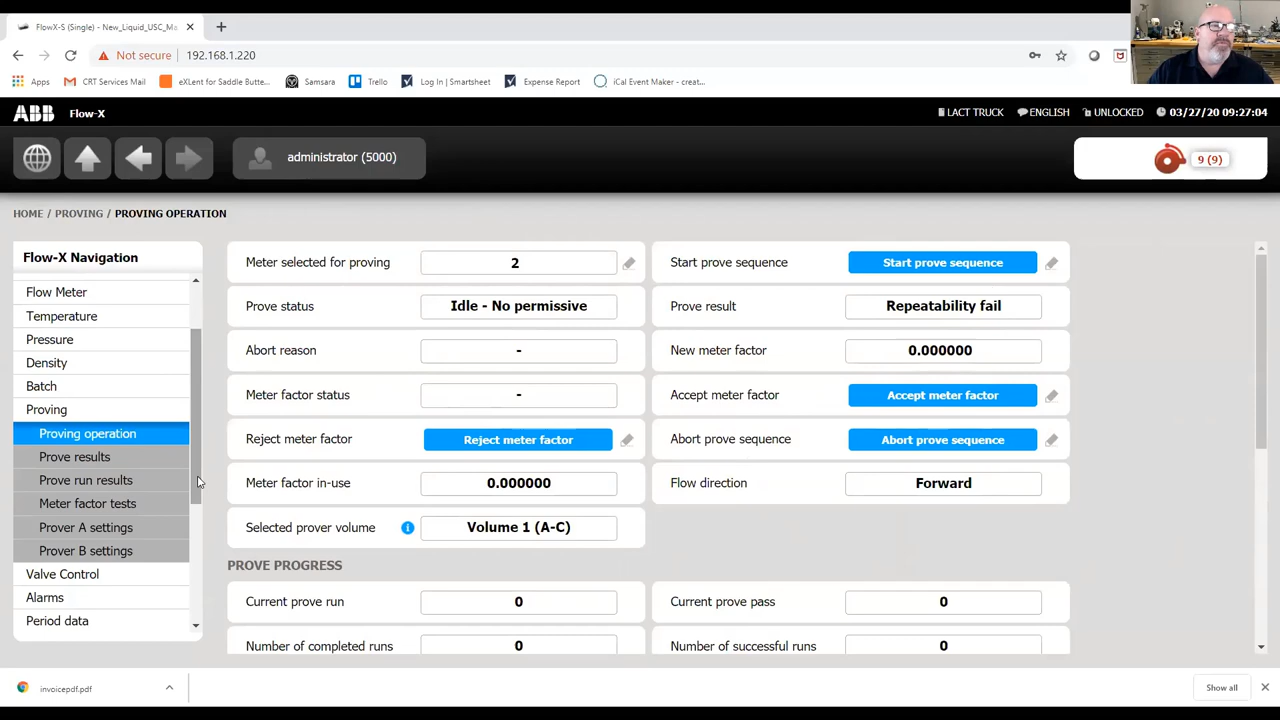 FlowX-S (Single) - New_Liquid_USC_Ma
Not secure 192.168.1.220
Apps CRT Services Mail eXLent for Saddle Butte... Samsara Trello Log In | Smartsheet Expense Report iCal Event Maker - creat...
ABB Flow-X LACT TRUCK ENGLISH UNLOCKED 03/27/20 09:27:04
administrator (5000) 9 (9)
HOME / PROVING / PROVING OPERATION
Flow-X Navigation
Flow Meter
Temperature
Pressure
Density
Batch
Proving
Proving operation
Prove results
Prove run results
Meter factor tests
Prover A settings
Prover B settings
Valve Control
Alarms
Period data
Meter selected for proving 2 Start prove sequence Start prove sequence
Prove status Idle - No permissive Prove result Repeatability fail
Abort reason - New meter factor 0.000000
Meter factor status - Accept meter factor Accept meter factor
Reject meter factor Reject meter factor Abort prove sequence Abort prove sequence
Meter factor in-use 0.000000 Flow direction Forward
Selected prover volume Volume 1 (A-C)
PROVE PROGRESS
Current prove run 0 Current prove pass 0
Number of completed runs 0 Number of successful runs 0
invoicepdf.pdf Show all